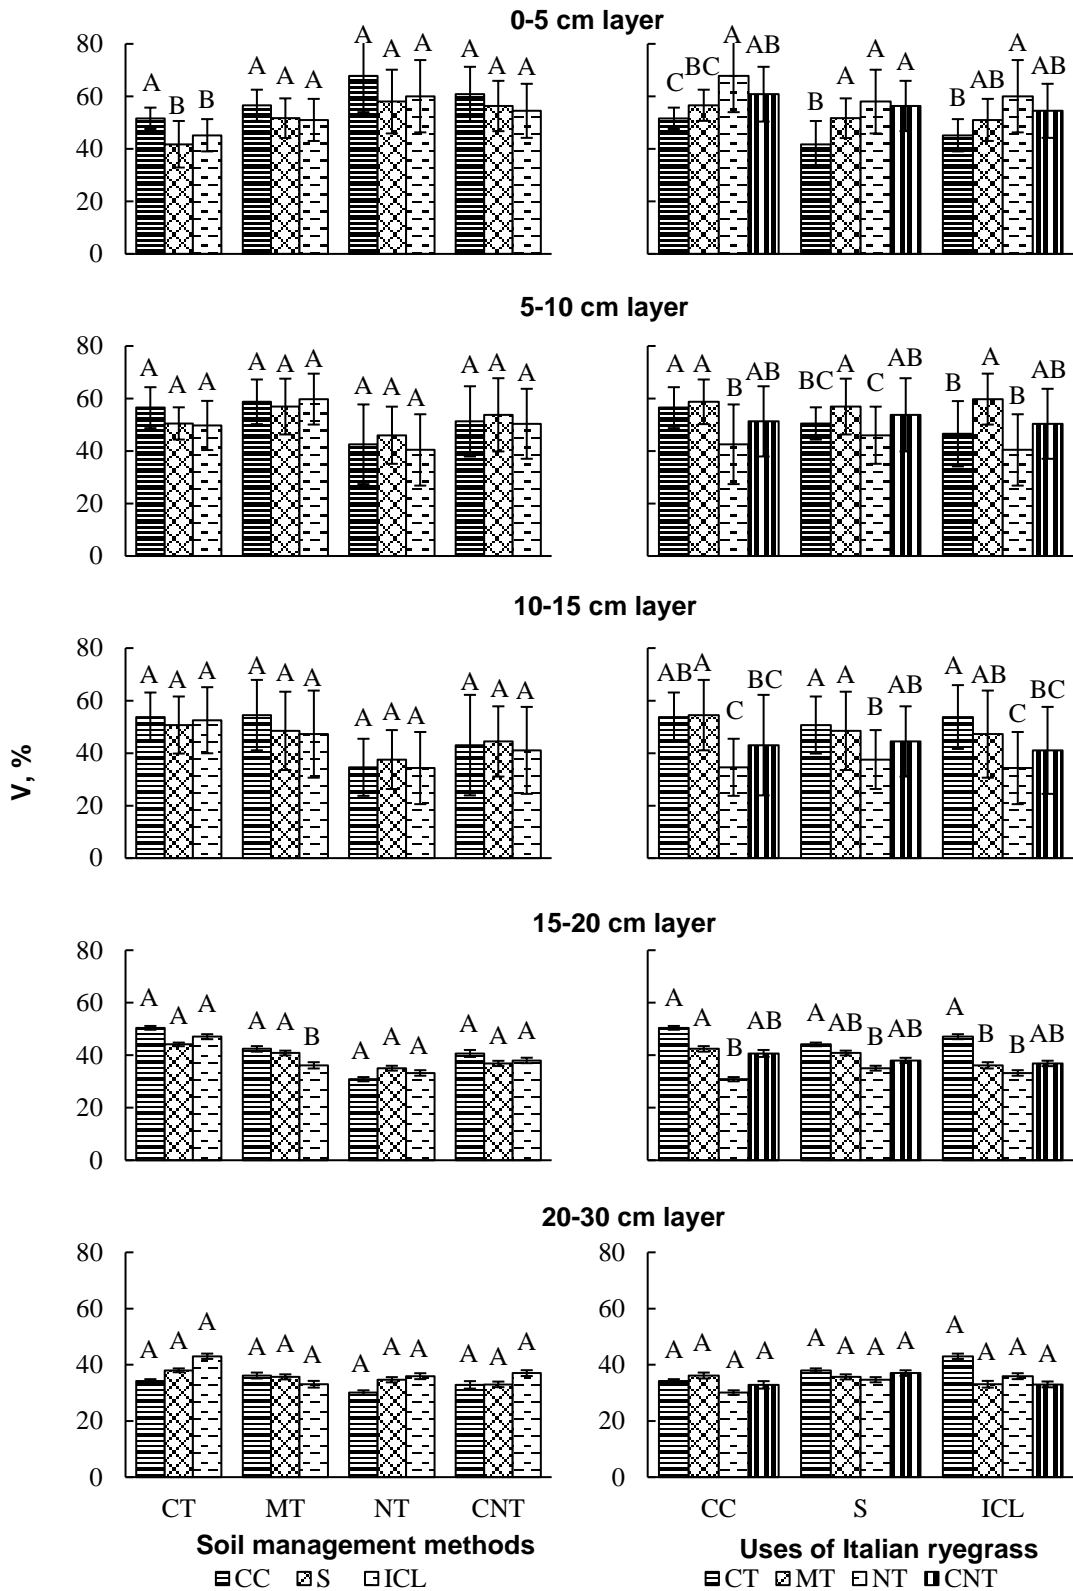 0-5 cm layer
80
60
40
20
0
A B B A A A A A A A A A
C BC A AB B A A A B AB A AB
5-10 cm layer
80
60
40
20
0
A A A A A A A A A A A A
A A B AB BC A C AB B A B AB
10-15 cm layer
80
60
40
20
0
A A A A A A A A A A A A
AB A C BC A A B AB A AB C BC
V, %
15-20 cm layer
80
60
40
20
0
A A A A A B A A A A A A
A A B AB A AB B AB A B B AB
20-30 cm layer
80
60
40
20
0
A A A A A A A A A A A A
A A A A A A A A A A A A
CT MT NT CNT
CC S ICL
Soil management methods
Uses of Italian ryegrass
CC S ICL
CT MT NT CNT